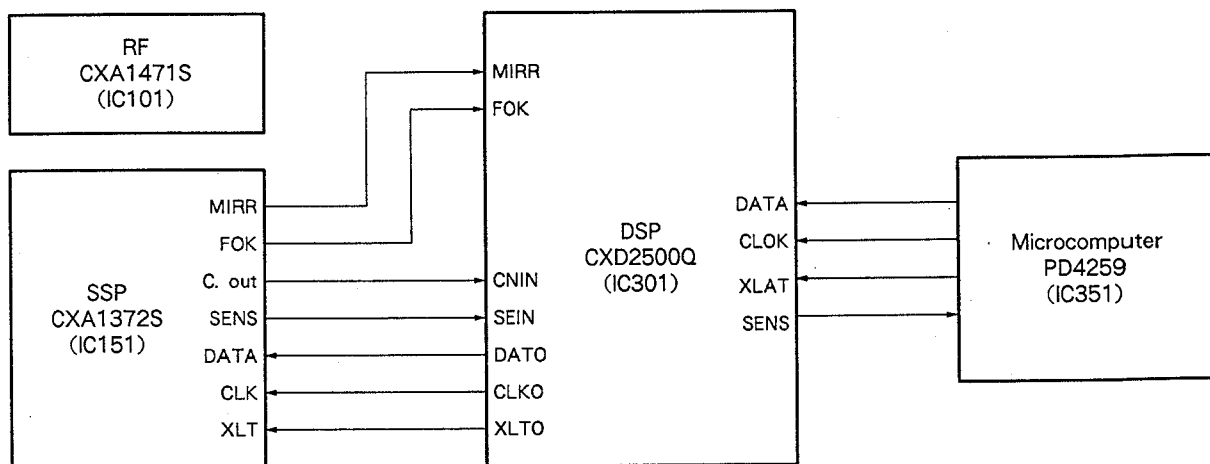 RF
CXA1471S
(IC101)
SSP
CXA1372S
(IC151)
MIRR
FOK
C. out
SENS
DATA
CLK
XLT
MIRR
FOK
CNIN
SEIN
DATO
CLKO
XLTO
DSP
CXD2500Q
(IC301)
DATA
CLOK
XLAT
SENS
Microcomputer
PD4259
(IC351)